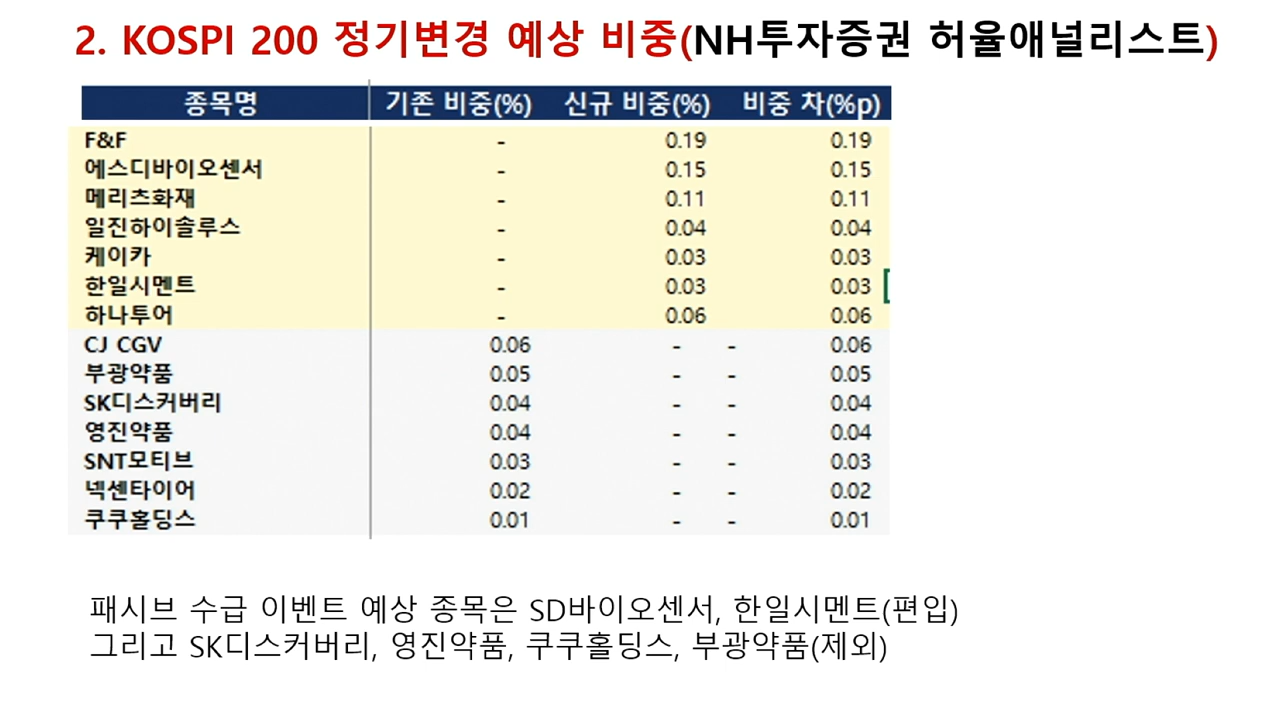 2. KOSPI 200 정기변경 예상 비중(NH투자증권 허율애널리스트)
종목명 기존 비중(%) 신규 비중(%) 비중 차(%p)
F&F - 0.19 0.19
에스디바이오센서 - 0.15 0.15
메리츠화재 - 0.11 0.11
일진하이솔루스 - 0.04 0.04
케이카 - 0.03 0.03
한일시멘트 - 0.03 0.03
하나투어 - 0.06 0.06
CJ CGV 0.06 - - 0.06
부광약품 0.05 - - 0.05
SK디스커버리 0.04 - - 0.04
영진약품 0.04 - - 0.04
SNT모티브 0.03 - - 0.03
넥센타이어 0.02 - - 0.02
쿠쿠홀딩스 0.01 - - 0.01
패시브 수급 이벤트 예상 종목은 SD바이오센서, 한일시멘트(편입)
그리고 SK디스커버리, 영진약품, 쿠쿠홀딩스, 부광약품(제외)